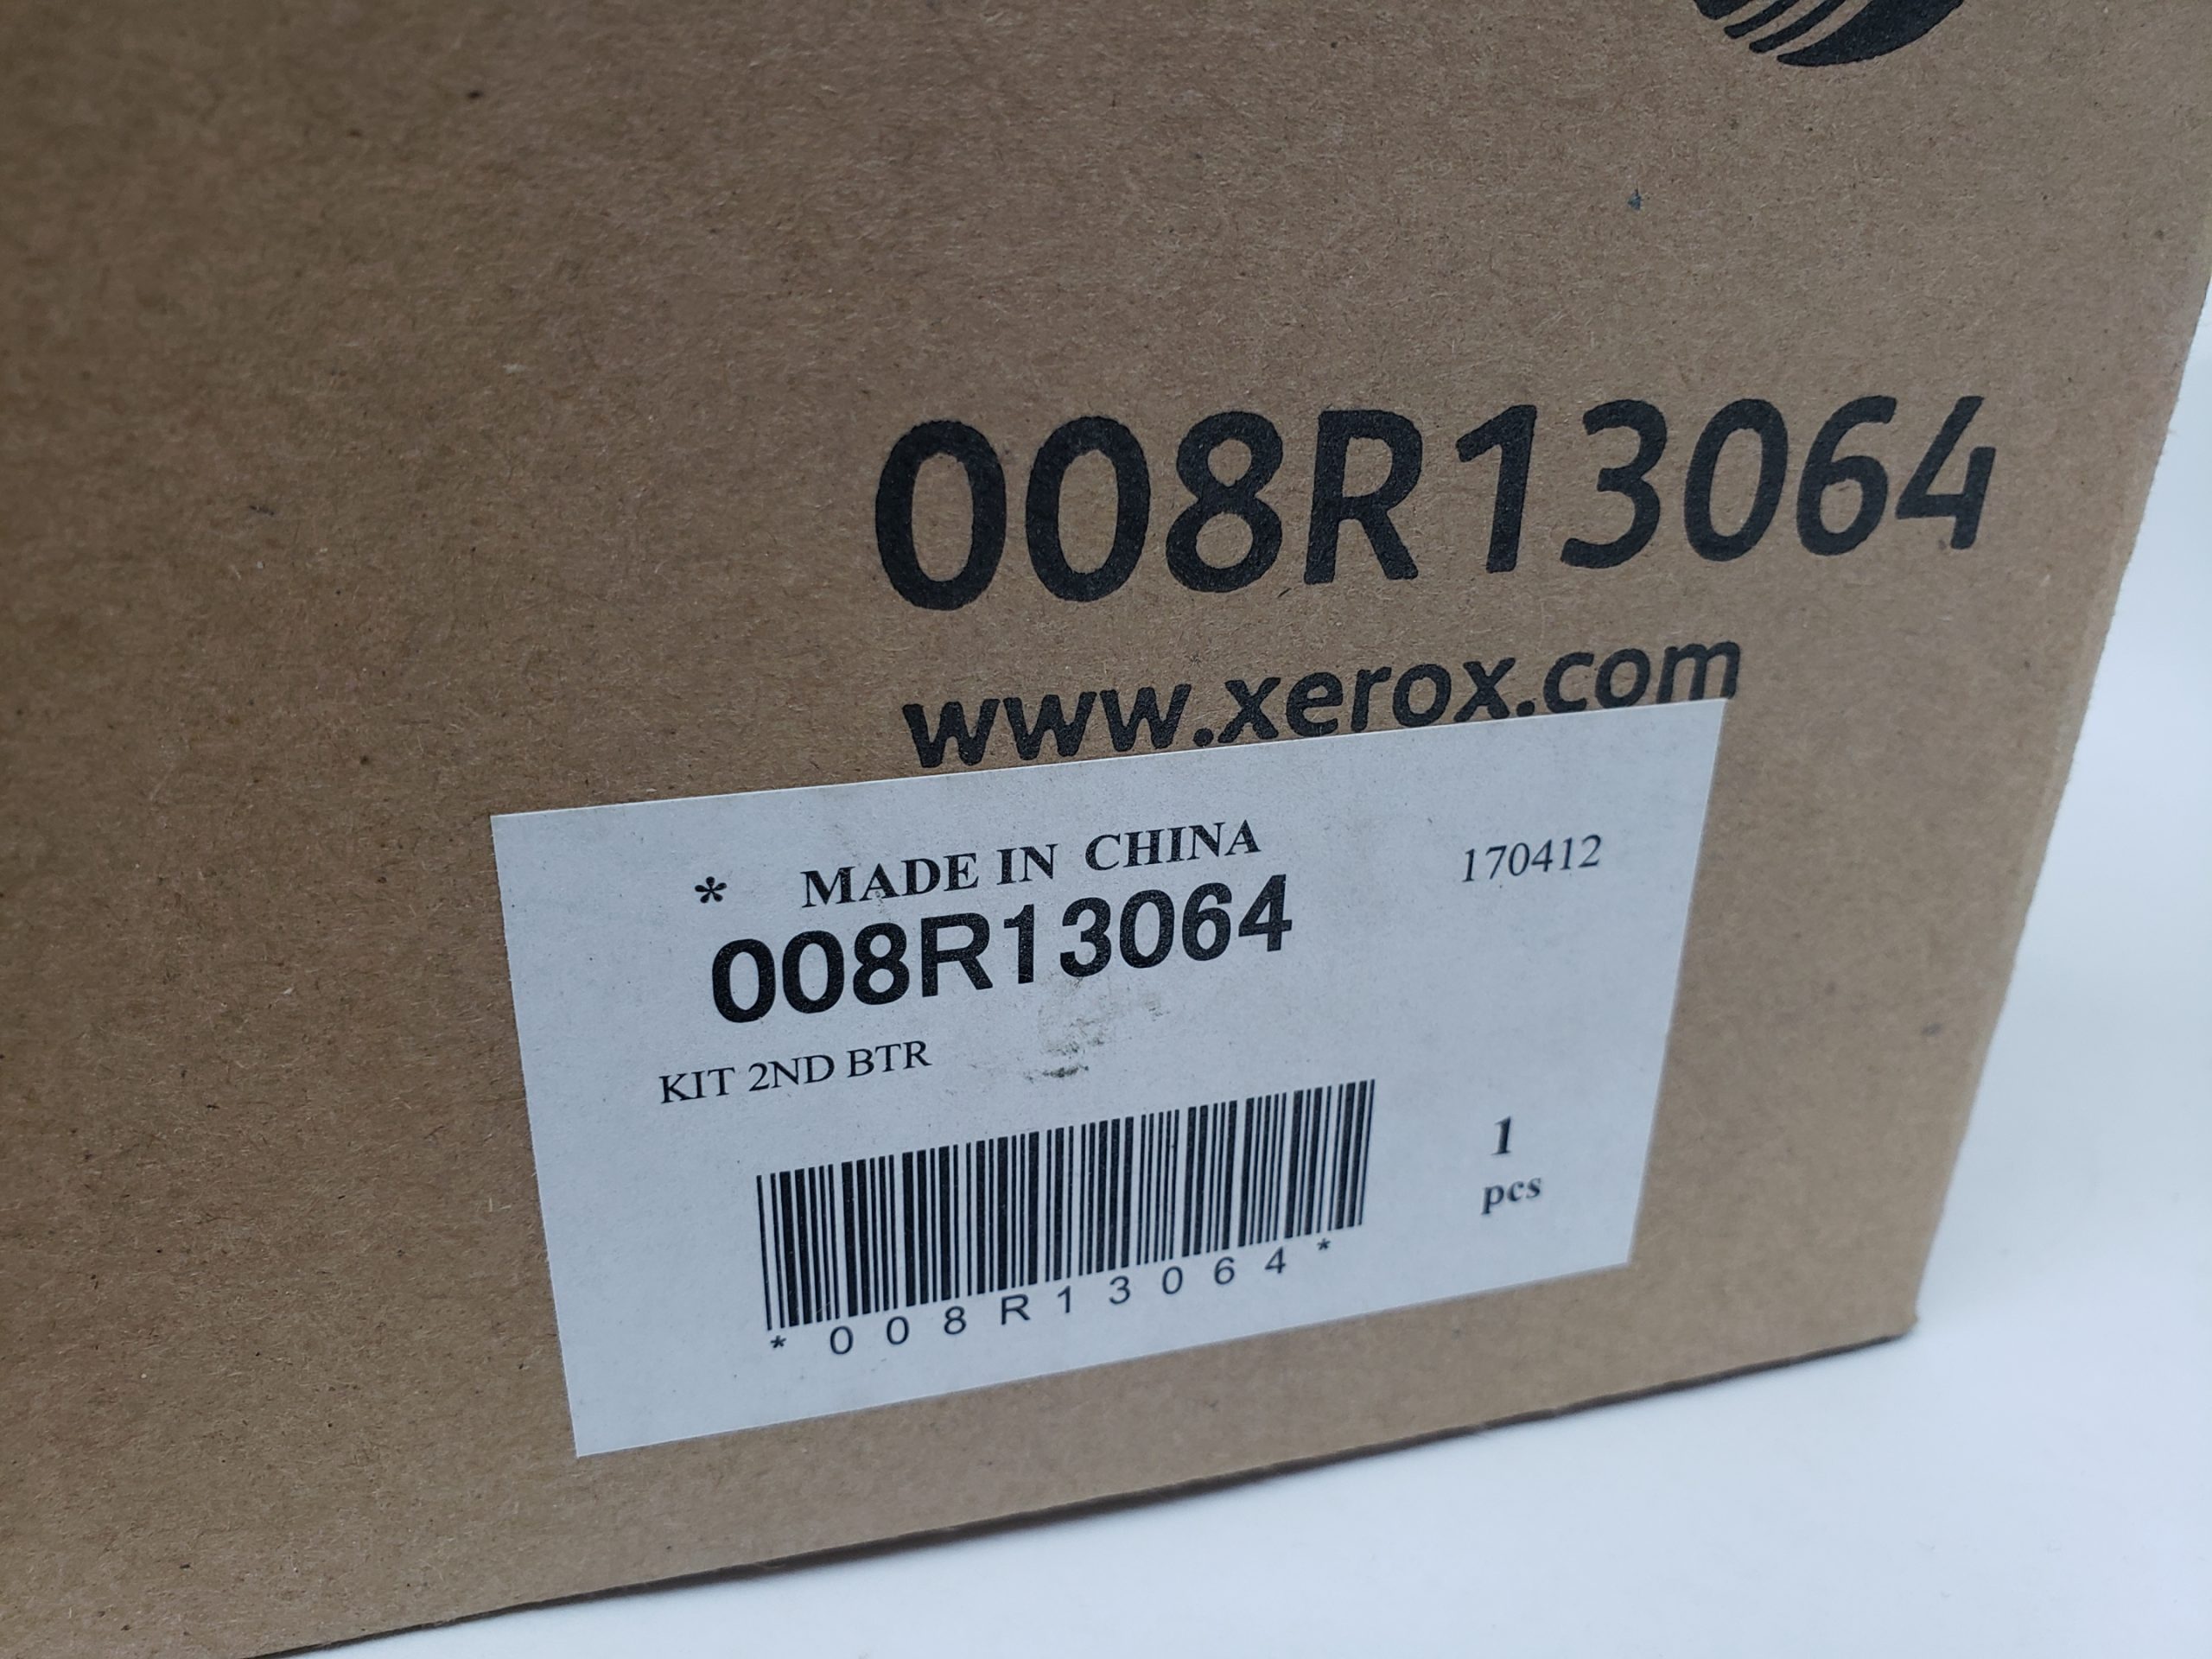 008R13064
www.xerox.com
* MADE IN CHINA 170412
008R13064
KIT 2ND BTR
1
pcs
*008R13064*